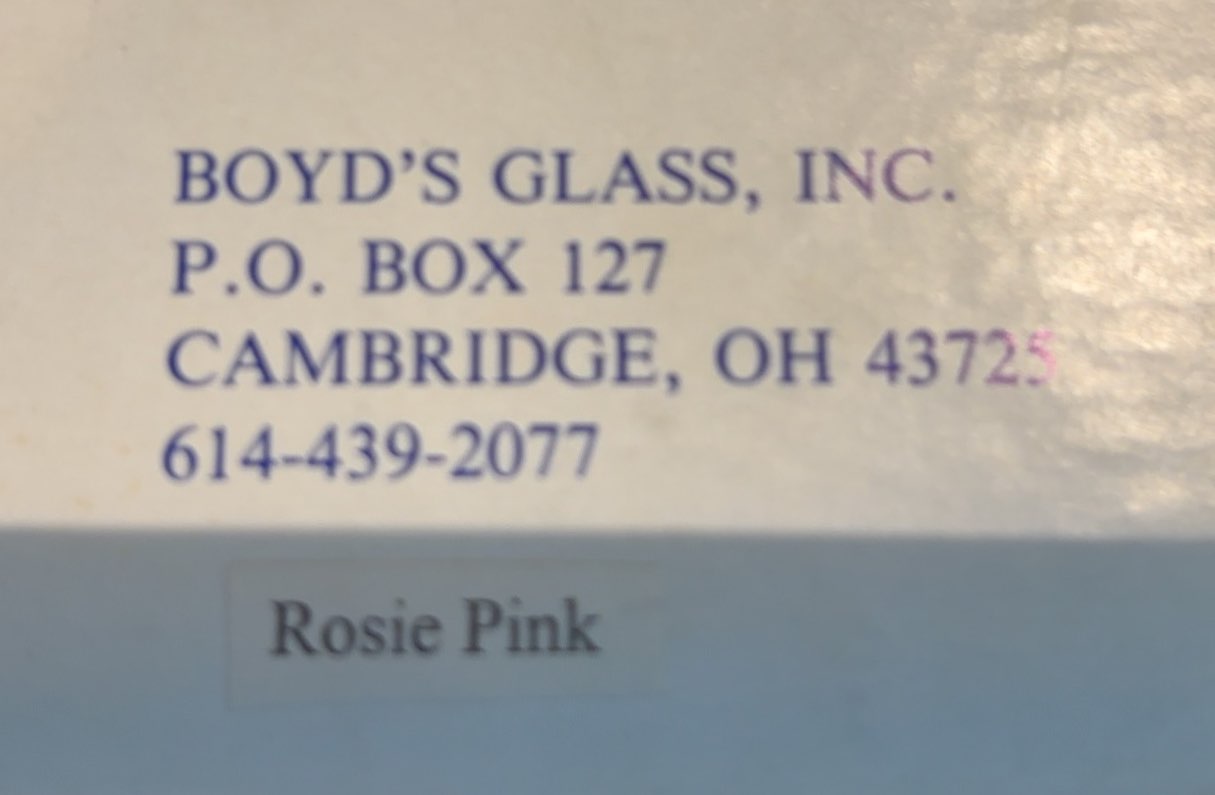 BOYD'S GLASS, INC.
P.O. BOX 127
CAMBRIDGE, OH 43725
614-439-2077
Rosie Pink